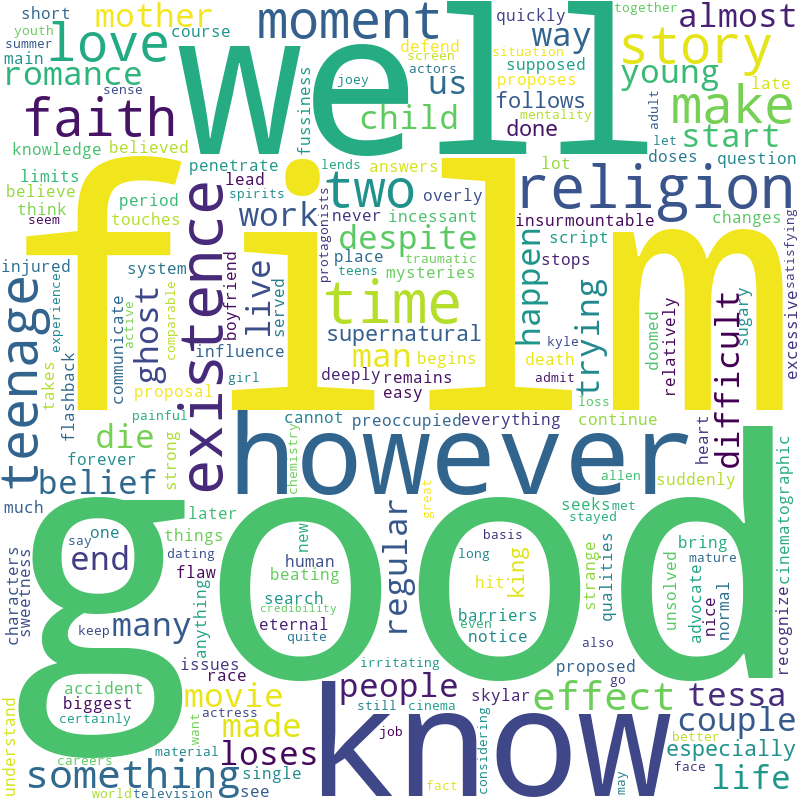 short
mother
moment
quickly
together
almost
youth
course
defend
way
story
summer
love
well
screen
situation
main
actors
supposed
romance
sense
joey
us
proposes
young
late
faith
fussiness
child
follows
mentality
adult
make
done
let
start
knowledge
believed
penetrate
lends
answers
lot
doses
question
limits
period
lead
spirits
two
overly
religion
believe
think
touches
work
never
incessant
insurmountable
changes
seem
film
existence
protagonists
despite
happen
script
injured
system
place
mysteries
stops
satisfying
teenage
experienced
communicate
active
ghost
boyfriend
live
served
teens
traumatic
time
trying
doomed
relatively
difficult
sugary
excessive
takes
flashback
comparable
influence
supernatural
kyle
proposal
girl
man
begins
death
deeply
remains
admit
painful
easy
loss
die
strong
cannot
preoccupied
everything
continue
heart
forever
however
belief
chemistry
allen
suddenly
cinematographic
much
later
good
great
regular
seeks
met
stayed
one
things
new
basis
bring
end
say
dating
human
long
mature
characters
sweetness
flaw
beating
hit
king
strange
qualities
unsolved
advocate
nice
normal
recognize
anything
search
credibility
barriers
keep
many
eternal
even
notice
quite
issues
irritating
also
proposed
understand
accident
race
people
go
biggest
movie
still
cinema
skylar
effect
tessa
certainly
want
actress
made
know
job
considering
better
couple
careers
material
loses
especially
something
single
face
world
television
see
fact
may
life